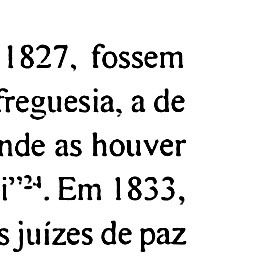 1827, fossem
freguesia, a de
nde as houver
i”²⁴. Em 1833,
s juízes de paz